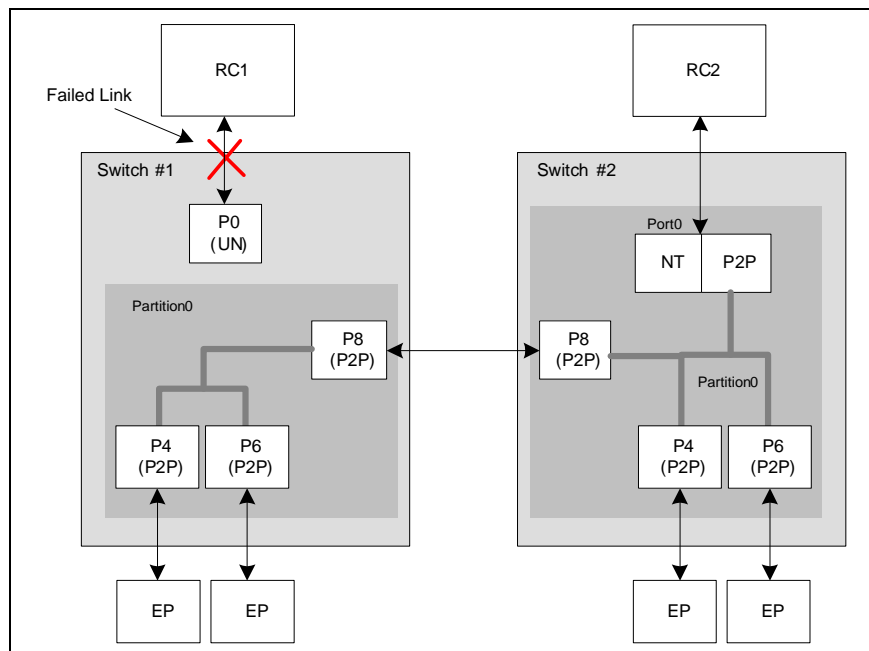 RC1
RC2
Failed Link
Switch #1
Switch #2
P0
(UN)
Port0
NT
P2P
Partition0
P8
(P2P)
P8
(P2P)
Partition0
P4
(P2P)
P6
(P2P)
P4
(P2P)
P6
(P2P)
EP
EP
EP
EP